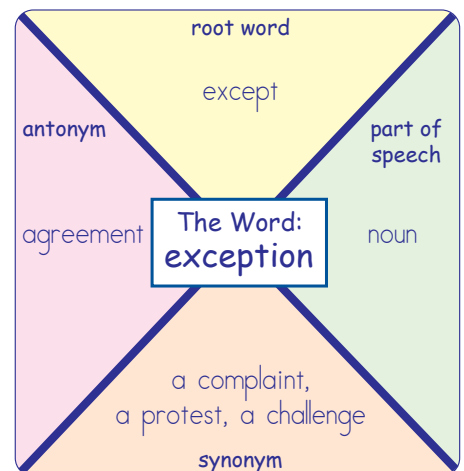 root word
except
antonym
agreement
The Word:
exception
part of
speech
noun
a complaint,
a protest, a challenge
synonym